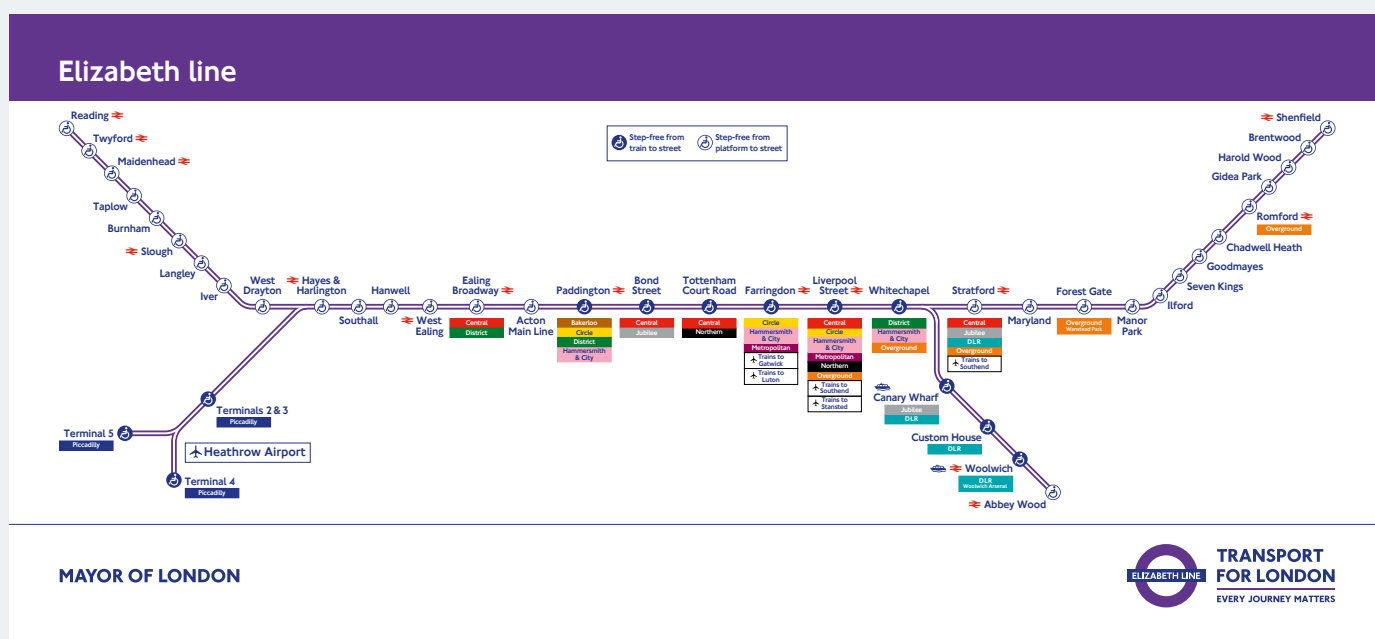 Elizabeth line
Reading
Twyford
Maidenhead
Taplow
Burnham
Slough
Langley
Iver
Step-free from
train to street
Step-free from
platform to street
Shenfield
Brentwood
Harold Wood
Gidea Park
Romford
Overground
Chadwell Heath
Goodmayes
Seven Kings
Ilford
West
Drayton
Hayes &
Harlington
Southall
Hanwell
West
Ealing
Ealing
Broadway
Central
District
Acton
Main Line
Paddington
Bakerloo
Circle
District
Hammersmith
& City
Bond
Street
Central
Jubilee
Tottenham
Court Road
Central
Northern
Farringdon
Circle
Hammersmith
& City
Metropolitan
Trains to
Gatwick
Trains to
Luton
Liverpool
Street
Central
Circle
Hammersmith
& City
Metropolitan
Northern
Overground
Trains to
Southend
Trains to
Stansted
Whitechapel
District
Hammersmith
& City
Overground
Stratford
Central
Jubilee
DLR
Overground
Trains to
Southend
Maryland
Forest Gate
Overground
Wanstead Park
Manor
Park
Canary Wharf
Jubilee
DLR
Custom House
DLR
Woolwich
DLR
Woolwich Arsenal
Abbey Wood
Terminals 2 & 3
Piccadilly
Terminal 5
Piccadilly
Heathrow Airport
Terminal 4
Piccadilly
MAYOR OF LONDON
ELIZABETH LINE
TRANSPORT
FOR LONDON
EVERY JOURNEY MATTERS